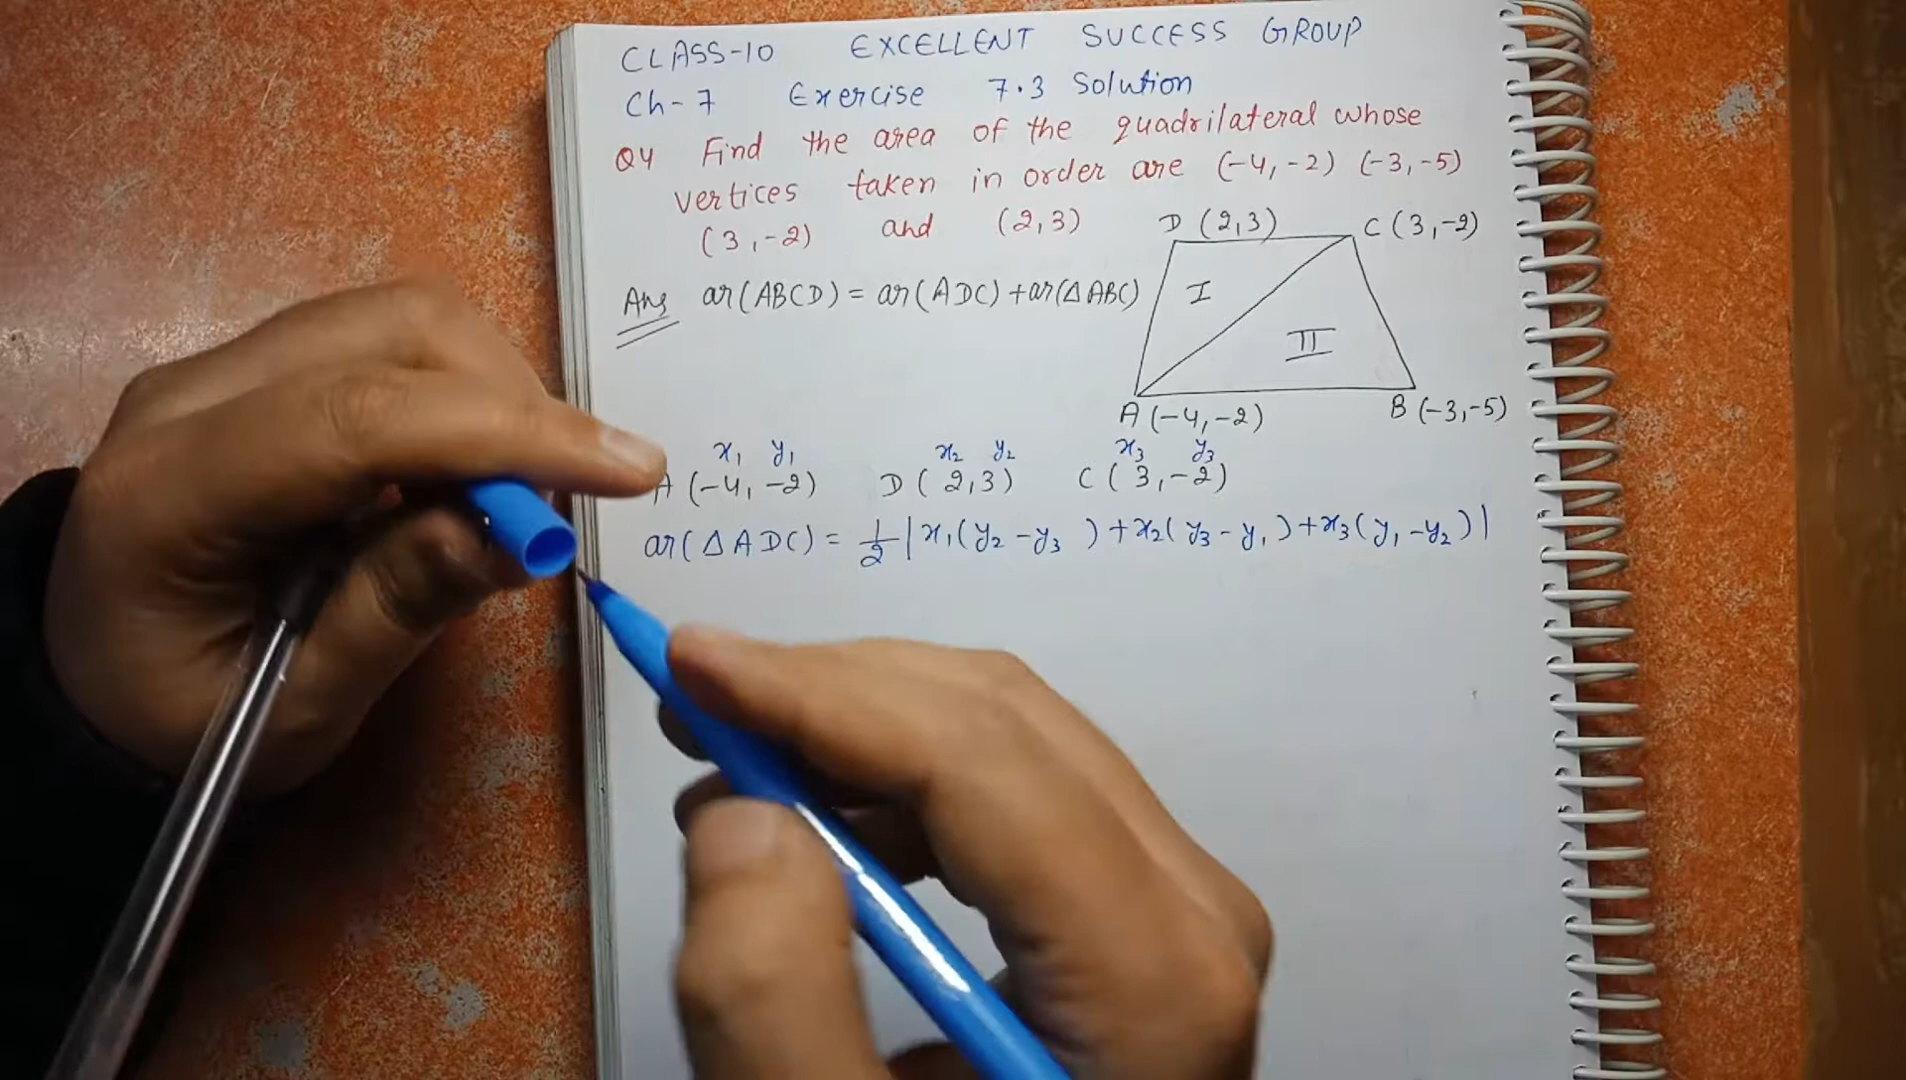 CLASS-10 EXCELLENT SUCCESS GROUP
Ch-7 Exercise 7.3 Solution
Q4 Find the area of the quadrilateral whose
vertices taken in order are (-4,-2) (-3,-5)
(3,-2) and (2,3)
D (2,3) C (3,-2)
Ans ar(ABCD) = ar(ADC)+ar(△ABC)
I
II
A (-4,-2) B (-3,-5)
x₁ y₁ x₂ y₂ x₃ y₃
A (-4, -2) D (2,3) C (3,-2)
ar(△ADC) = 1/2 |x₁(y₂-y₃)+x₂(y₃-y₁)+x₃(y₁-y₂)|